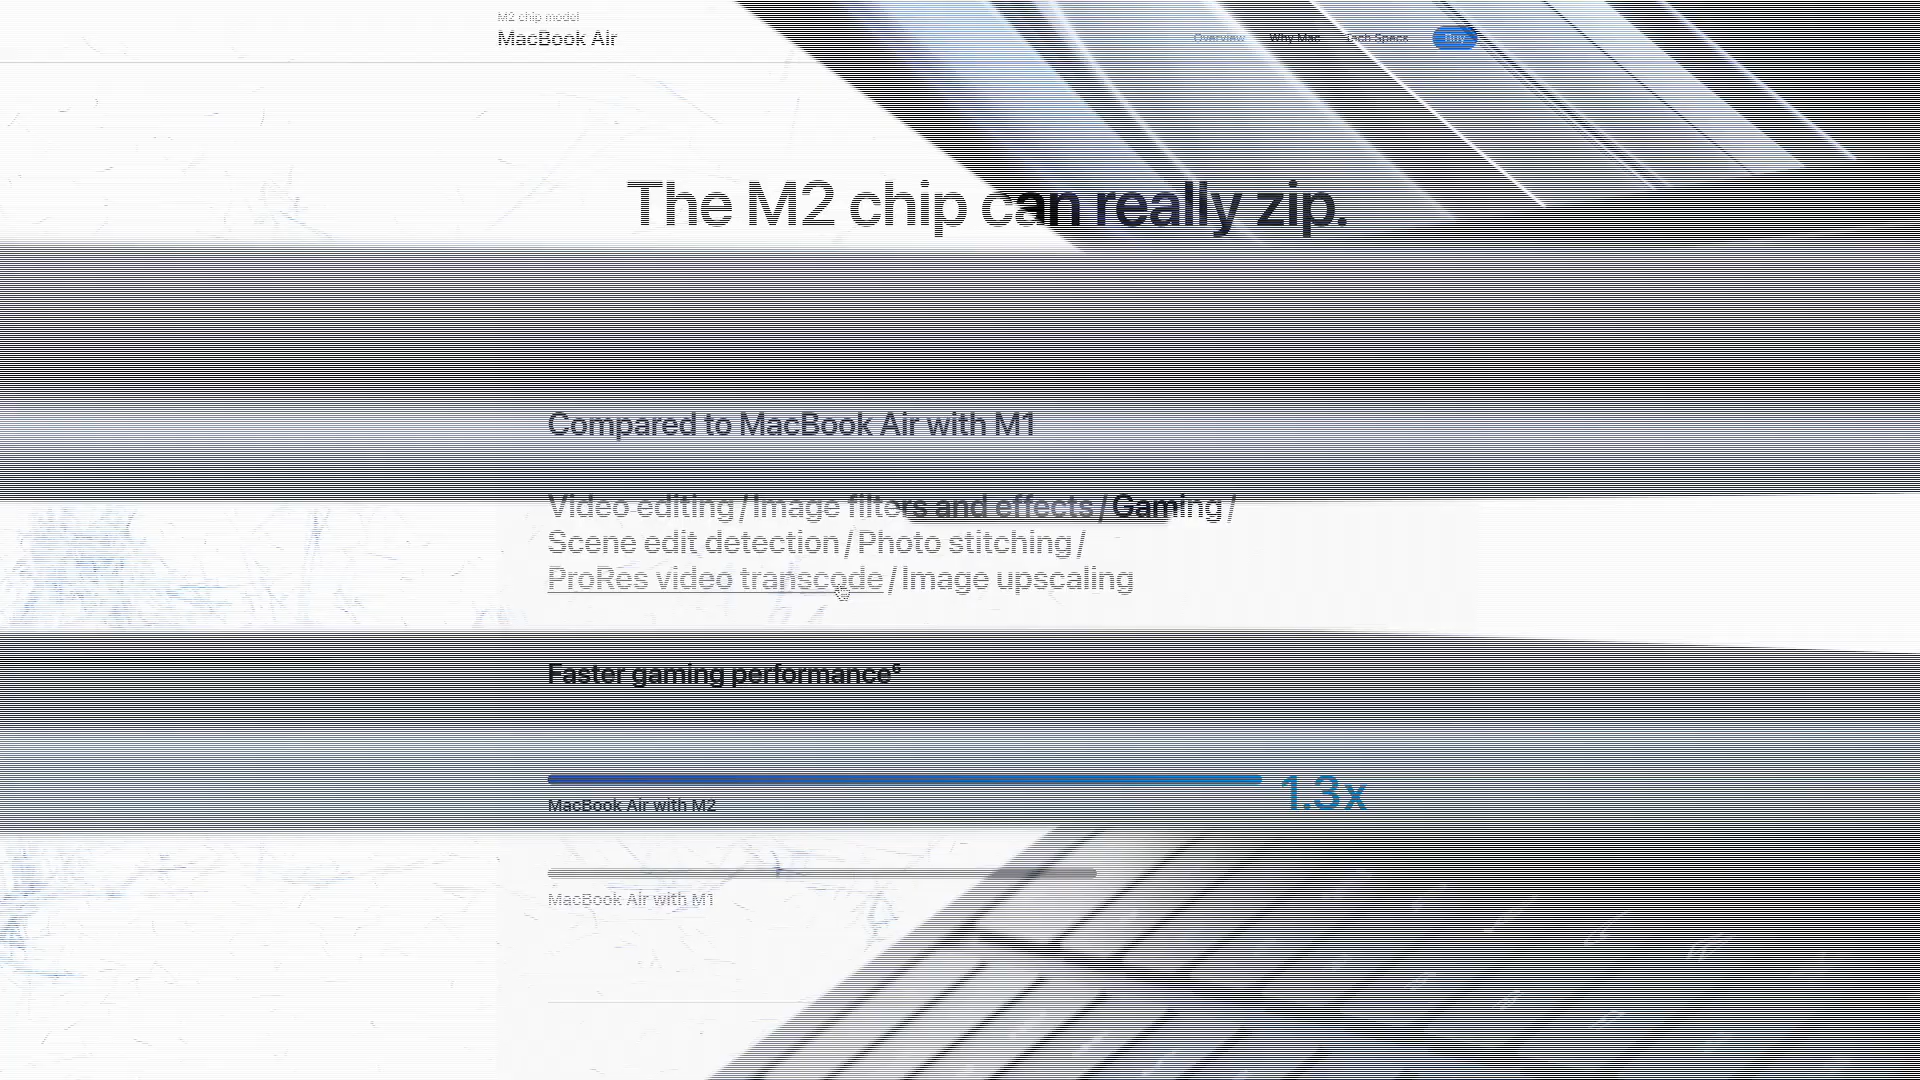 M2 chip model
MacBook Air
Overview Why Mac Tech Specs Buy
The M2 chip can really zip.
Compared to MacBook Air with M1
Video editing / Image filters and effects / Gaming /
Scene edit detection / Photo stitching /
ProRes video transcode / Image upscaling
Faster gaming performance⁶
MacBook Air with M2
1.3x
MacBook Air with M1